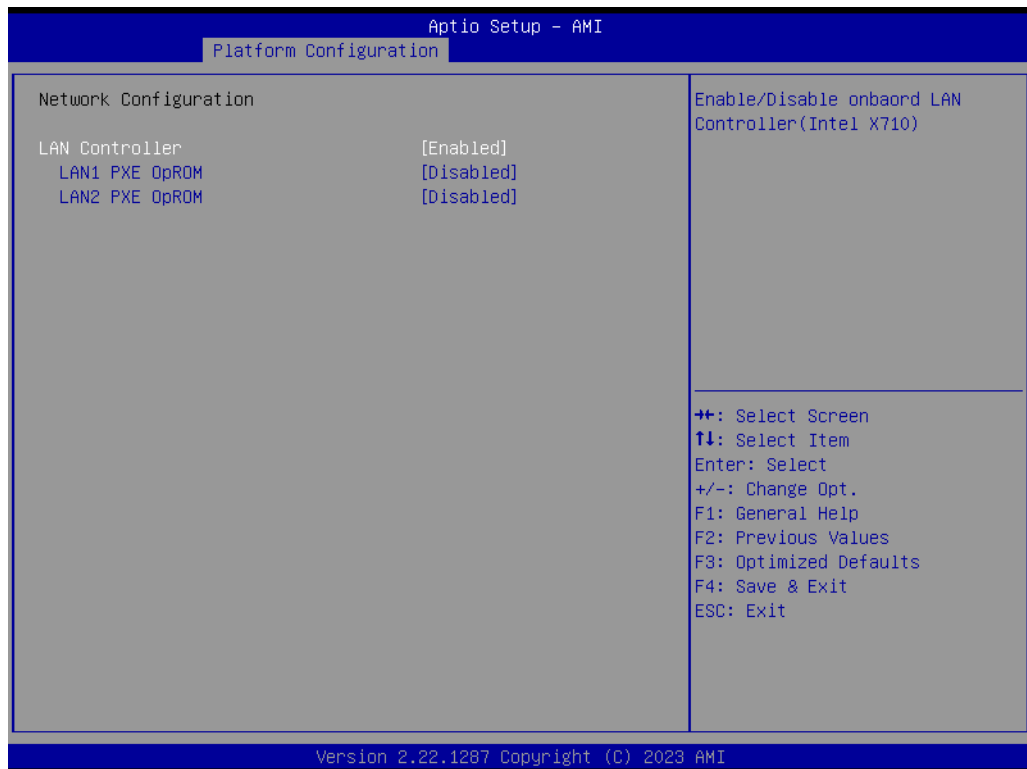 Aptio Setup – AMI
Platform Configuration
Network Configuration
LAN Controller [Enabled]
LAN1 PXE OpROM [Disabled]
LAN2 PXE OpROM [Disabled]
Enable/Disable onbaord LAN
Controller(Intel X710)
→←: Select Screen
↑↓: Select Item
Enter: Select
+/-: Change Opt.
F1: General Help
F2: Previous Values
F3: Optimized Defaults
F4: Save & Exit
ESC: Exit
Version 2.22.1287 Copyright (C) 2023 AMI